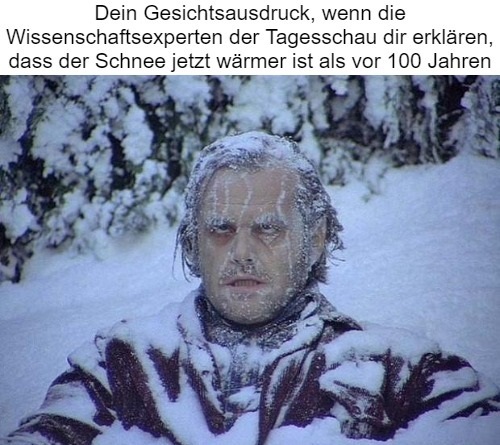 Dein Gesichtsausdruck, wenn die
Wissenschaftsexperten der Tagesschau dir erklären,
dass der Schnee jetzt wärmer ist als vor 100 Jahren